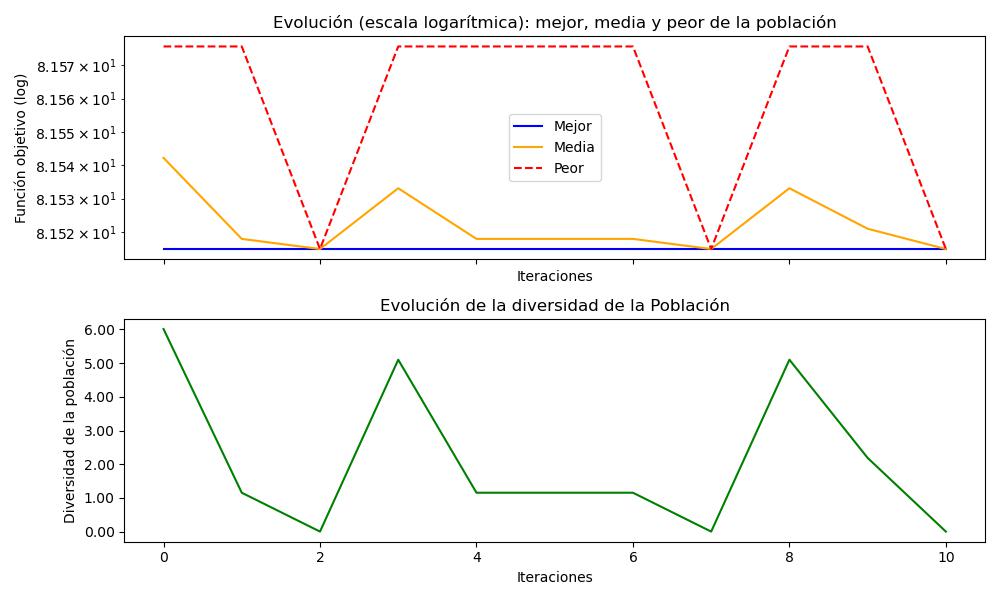 Evolución (escala logarítmica): mejor, media y peor de la población
Función objetivo (log)
8.157 × 10¹
8.156 × 10¹
8.155 × 10¹
8.154 × 10¹
8.153 × 10¹
8.152 × 10¹
Mejor
Media
Peor
Iteraciones
Evolución de la diversidad de la Población
Diversidad de la población
6.00
5.00
4.00
3.00
2.00
1.00
0.00
0 2 4 6 8 10
Iteraciones